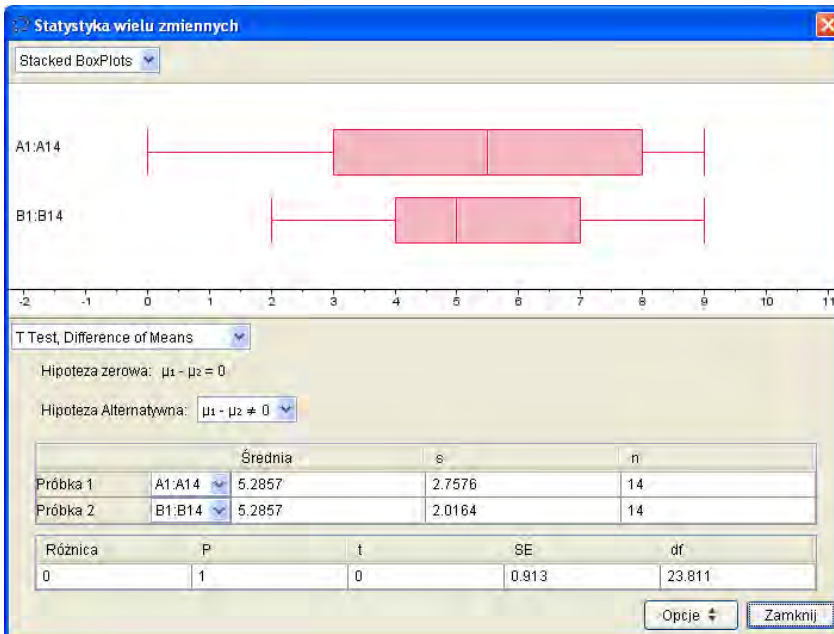 Statystyka wielu zmiennych
Stacked BoxPlots
A1:A14
B1:B14
-2 -1 0 1 2 3 4 5 6 7 8 9 10 11
T Test, Difference of Means
Hipoteza zerowa: μ1 - μ2 = 0
Hipoteza Alternatywna: μ1 - μ2 ≠ 0
Średnia s n
Próbka 1 A1:A14 5.2857 2.7576 14
Próbka 2 B1:B14 5.2857 2.0164 14
Różnica P t SE df
0 1 0 0.913 23.811
Opcje Zamknij